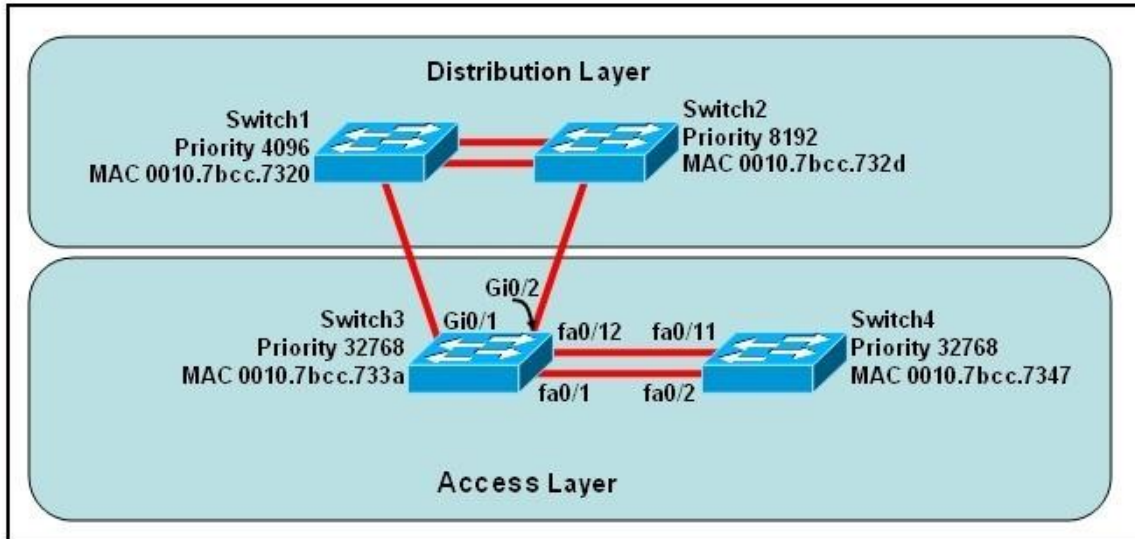 Distribution Layer
Switch1
Priority 4096
MAC 0010.7bcc.7320
Switch2
Priority 8192
MAC 0010.7bcc.732d
Switch3
Priority 32768
MAC 0010.7bcc.733a
Gi0/1
Gi0/2
fa0/12
fa0/11
fa0/1
fa0/2
Switch4
Priority 32768
MAC 0010.7bcc.7347
Access Layer